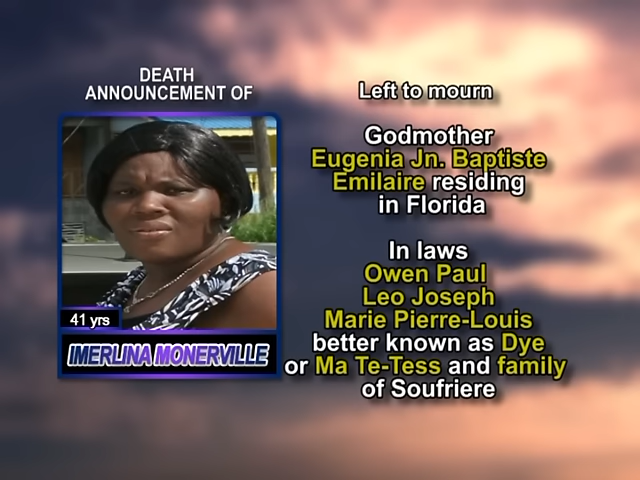 DEATH
ANNOUNCEMENT OF
41 yrs
IMERLINA MONERVILLE
Left to mourn
Godmother
Eugenia Jn. Baptiste
Emilaire residing
in Florida
In laws
Owen Paul
Leo Joseph
Marie Pierre-Louis
better known as Dye
or Ma Te-Tess and family
of Soufriere